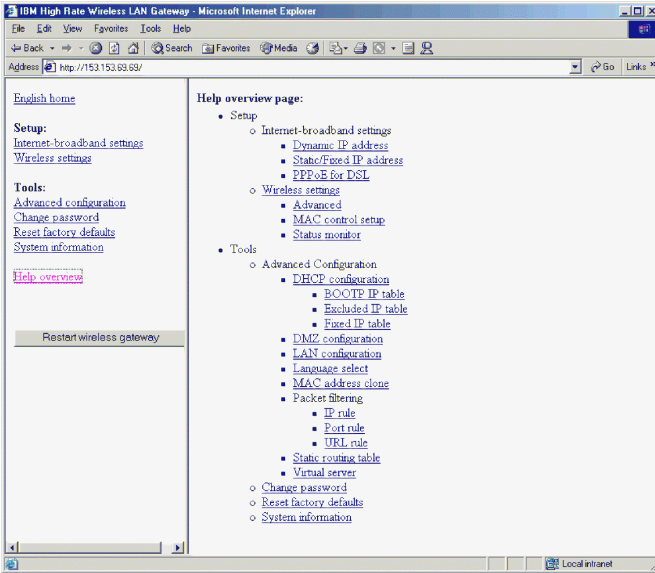 IBM High Rate Wireless LAN Gateway - Microsoft Internet Explorer
File Edit View Favorites Tools Help
Back Search Favorites Media
Address http://153.153.69.69/ Go Links
English home
Setup:
Internet-broadband settings
Wireless settings
Tools:
Advanced configuration
Change password
Reset factory defaults
System information
Help overview
Restart wireless gateway
Help overview page:
Setup
Internet-broadband settings
Dynamic IP address
Static/Fixed IP address
PPPoE for DSL
Wireless settings
Advanced
MAC control setup
Status monitor
Tools
Advanced Configuration
DHCP configuration
BOOTP IP table
Excluded IP table
Fixed IP table
DMZ configuration
LAN configuration
Language select
MAC address clone
Packet filtering
IP rule
Port rule
URL rule
Static routing table
Virtual server
Change password
Reset factory defaults
System information
Local intranet